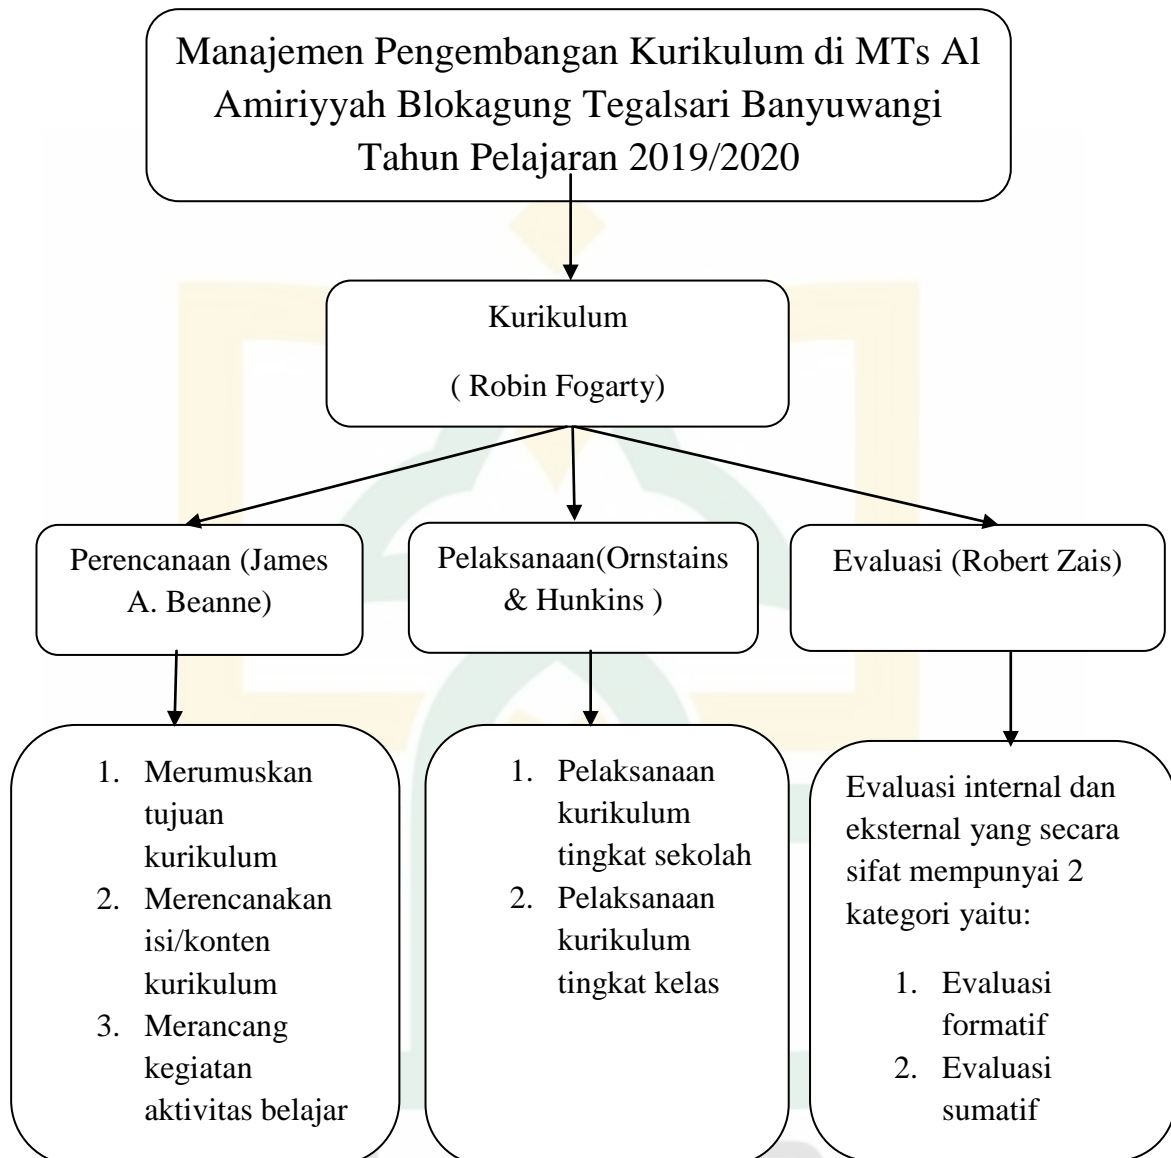 Manajemen Pengembangan Kurikulum di MTs Al
Amiriyyah Blokagung Tegalsari Banyuwangi
Tahun Pelajaran 2019/2020
Kurikulum
( Robin Fogarty)
Perencanaan (James
A. Beanne)
Pelaksanaan(Ornstains
& Hunkins )
Evaluasi (Robert Zais)
1. Merumuskan
tujuan
kurikulum
2. Merencanakan
isi/konten
kurikulum
3. Merancang
kegiatan
aktivitas belajar
1. Pelaksanaan
kurikulum
tingkat sekolah
2. Pelaksanaan
kurikulum
tingkat kelas
Evaluasi internal dan
eksternal yang secara
sifat mempunyai 2
kategori yaitu:
1. Evaluasi
formatif
2. Evaluasi
sumatif